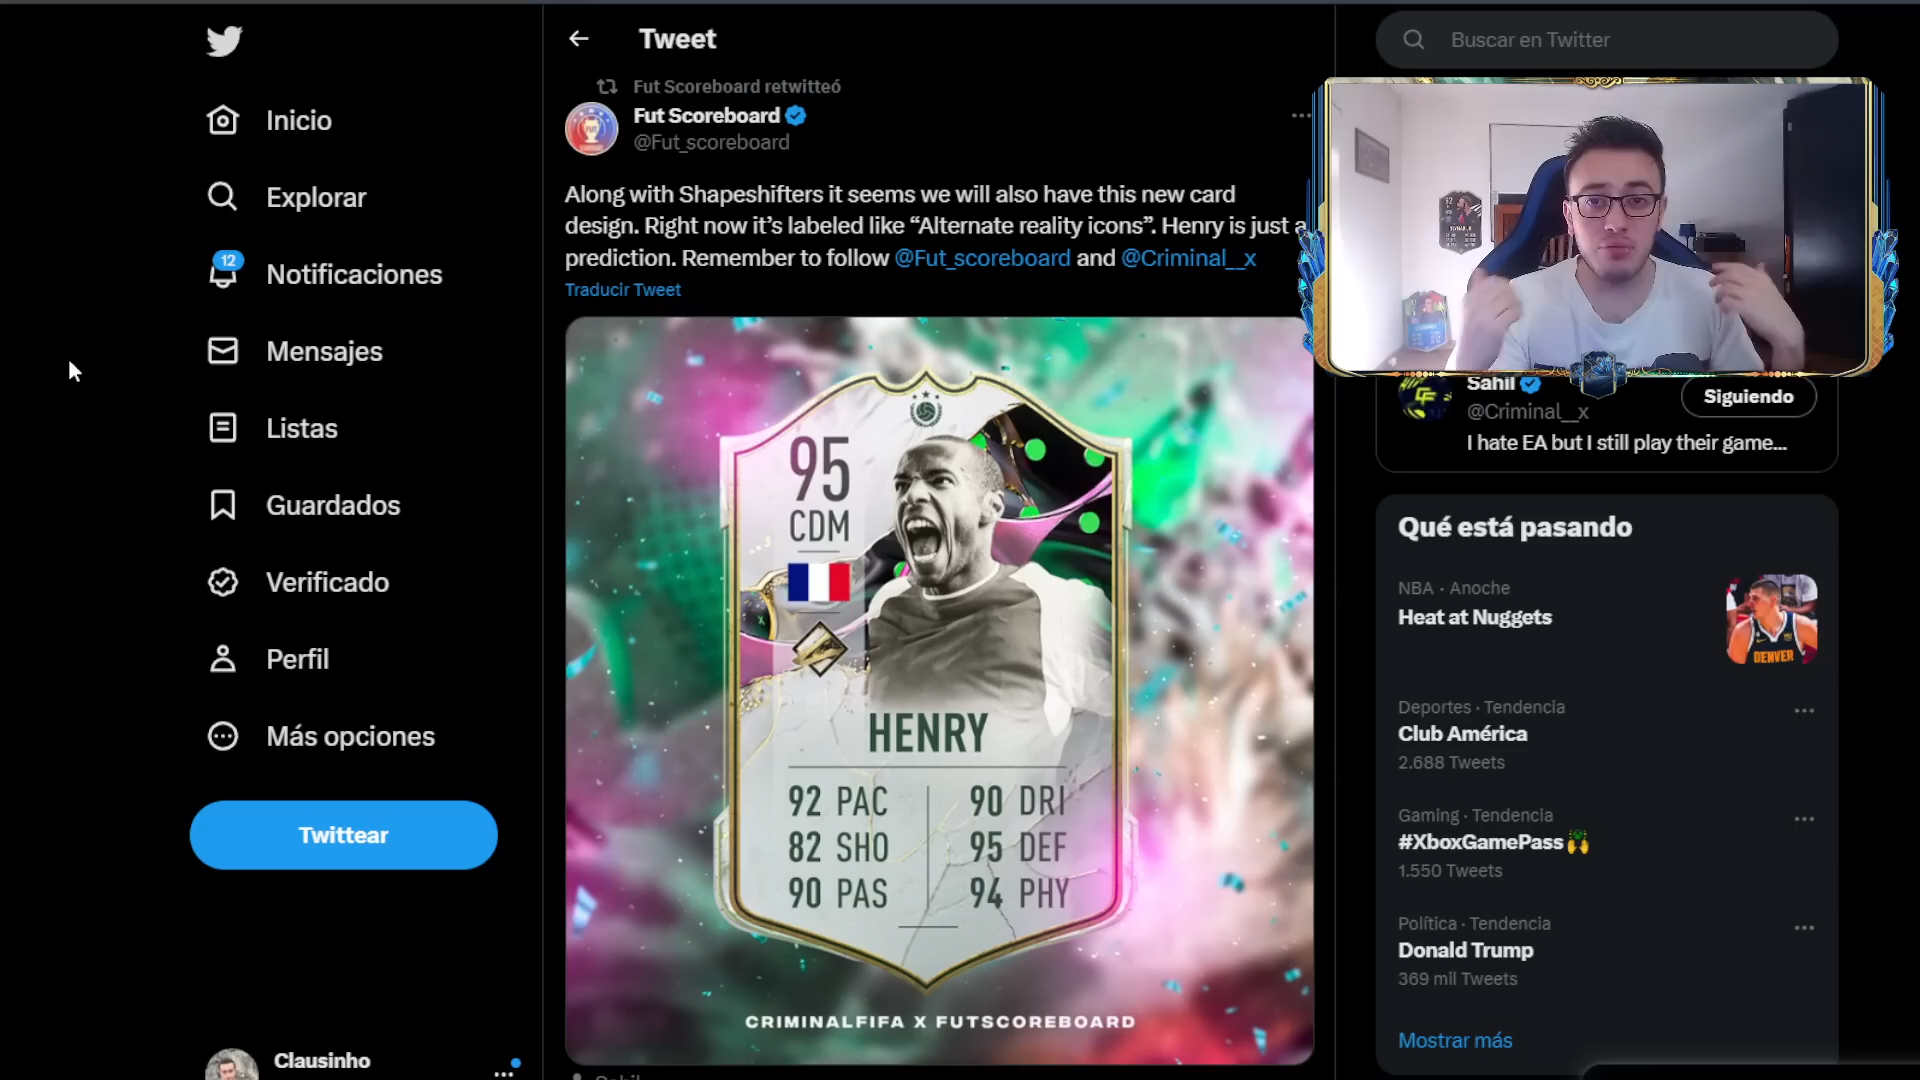 Inicio
Explorar
12
Notificaciones
Mensajes
Listas
Guardados
Verificado
Perfil
Más opciones
Twittear
Clausinho
Tweet
Fut Scoreboard retwitteó
Fut Scoreboard
@Fut_scoreboard
Along with Shapeshifters it seems we will also have this new card
design. Right now it’s labeled like “Alternate reality icons”. Henry is just a
prediction. Remember to follow @Fut_scoreboard and @Criminal__x
Traducir Tweet
95
CDM
HENRY
92 PAC 90 DRI
82 SHO 95 DEF
90 PAS 94 PHY
CRIMINALFIFA X FUTSCOREBOARD
Buscar en Twitter
Sahil
@Criminal__x
Siguiendo
I hate EA but I still play their game...
Qué está pasando
NBA · Anoche
Heat at Nuggets
DENVER
Deportes · Tendencia
Club América
2.688 Tweets
Gaming · Tendencia
#XboxGamePass
1.550 Tweets
Política · Tendencia
Donald Trump
369 mil Tweets
Mostrar más